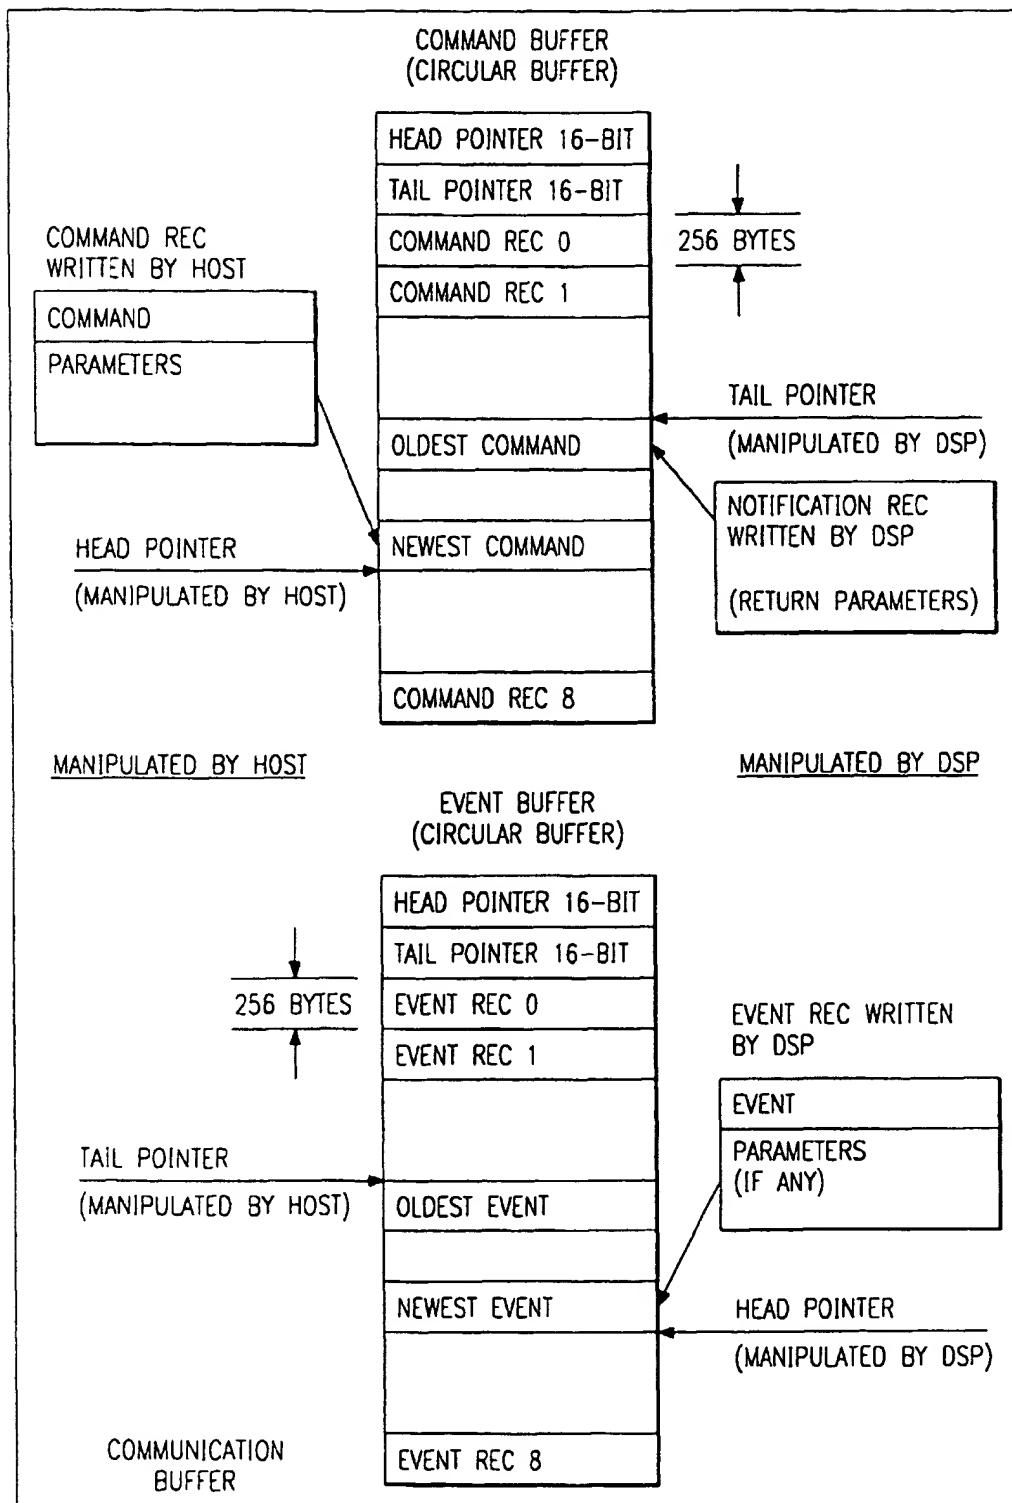 COMMAND BUFFER
(CIRCULAR BUFFER)
HEAD POINTER 16-BIT
TAIL POINTER 16-BIT
COMMAND REC 0
COMMAND REC 1
256 BYTES
COMMAND REC
WRITTEN BY HOST
COMMAND
PARAMETERS
TAIL POINTER
(MANIPULATED BY DSP)
OLDEST COMMAND
NOTIFICATION REC
WRITTEN BY DSP
(RETURN PARAMETERS)
NEWEST COMMAND
HEAD POINTER
(MANIPULATED BY HOST)
COMMAND REC 8
MANIPULATED BY HOST
MANIPULATED BY DSP
EVENT BUFFER
(CIRCULAR BUFFER)
HEAD POINTER 16-BIT
TAIL POINTER 16-BIT
256 BYTES
EVENT REC 0
EVENT REC 1
EVENT REC WRITTEN
BY DSP
EVENT
PARAMETERS
(IF ANY)
TAIL POINTER
(MANIPULATED BY HOST)
OLDEST EVENT
NEWEST EVENT
HEAD POINTER
(MANIPULATED BY DSP)
EVENT REC 8
COMMUNICATION
BUFFER